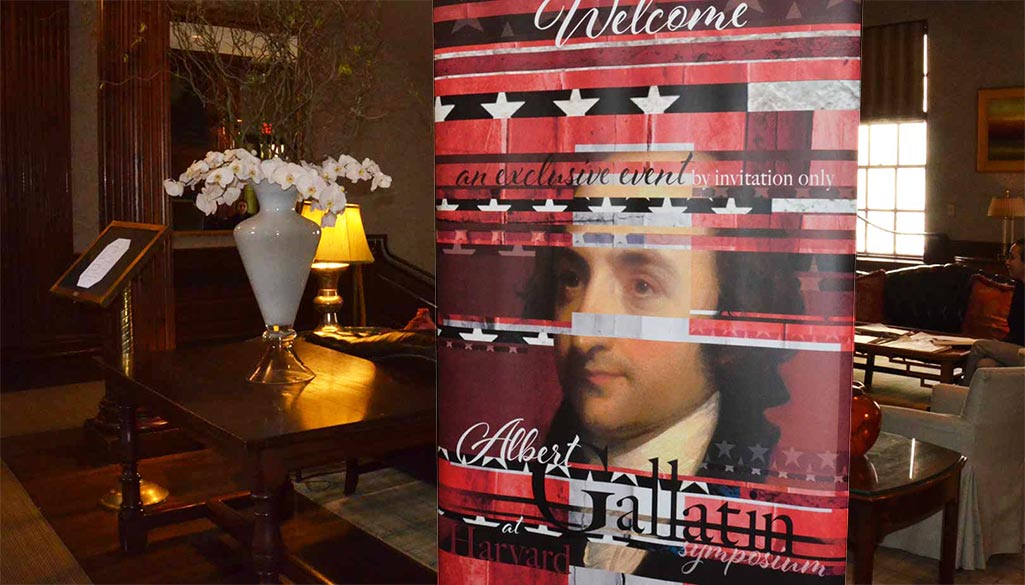 Welcome
an exclusive event by invitation only
Albert
Gallatin
at
Harvard symposium